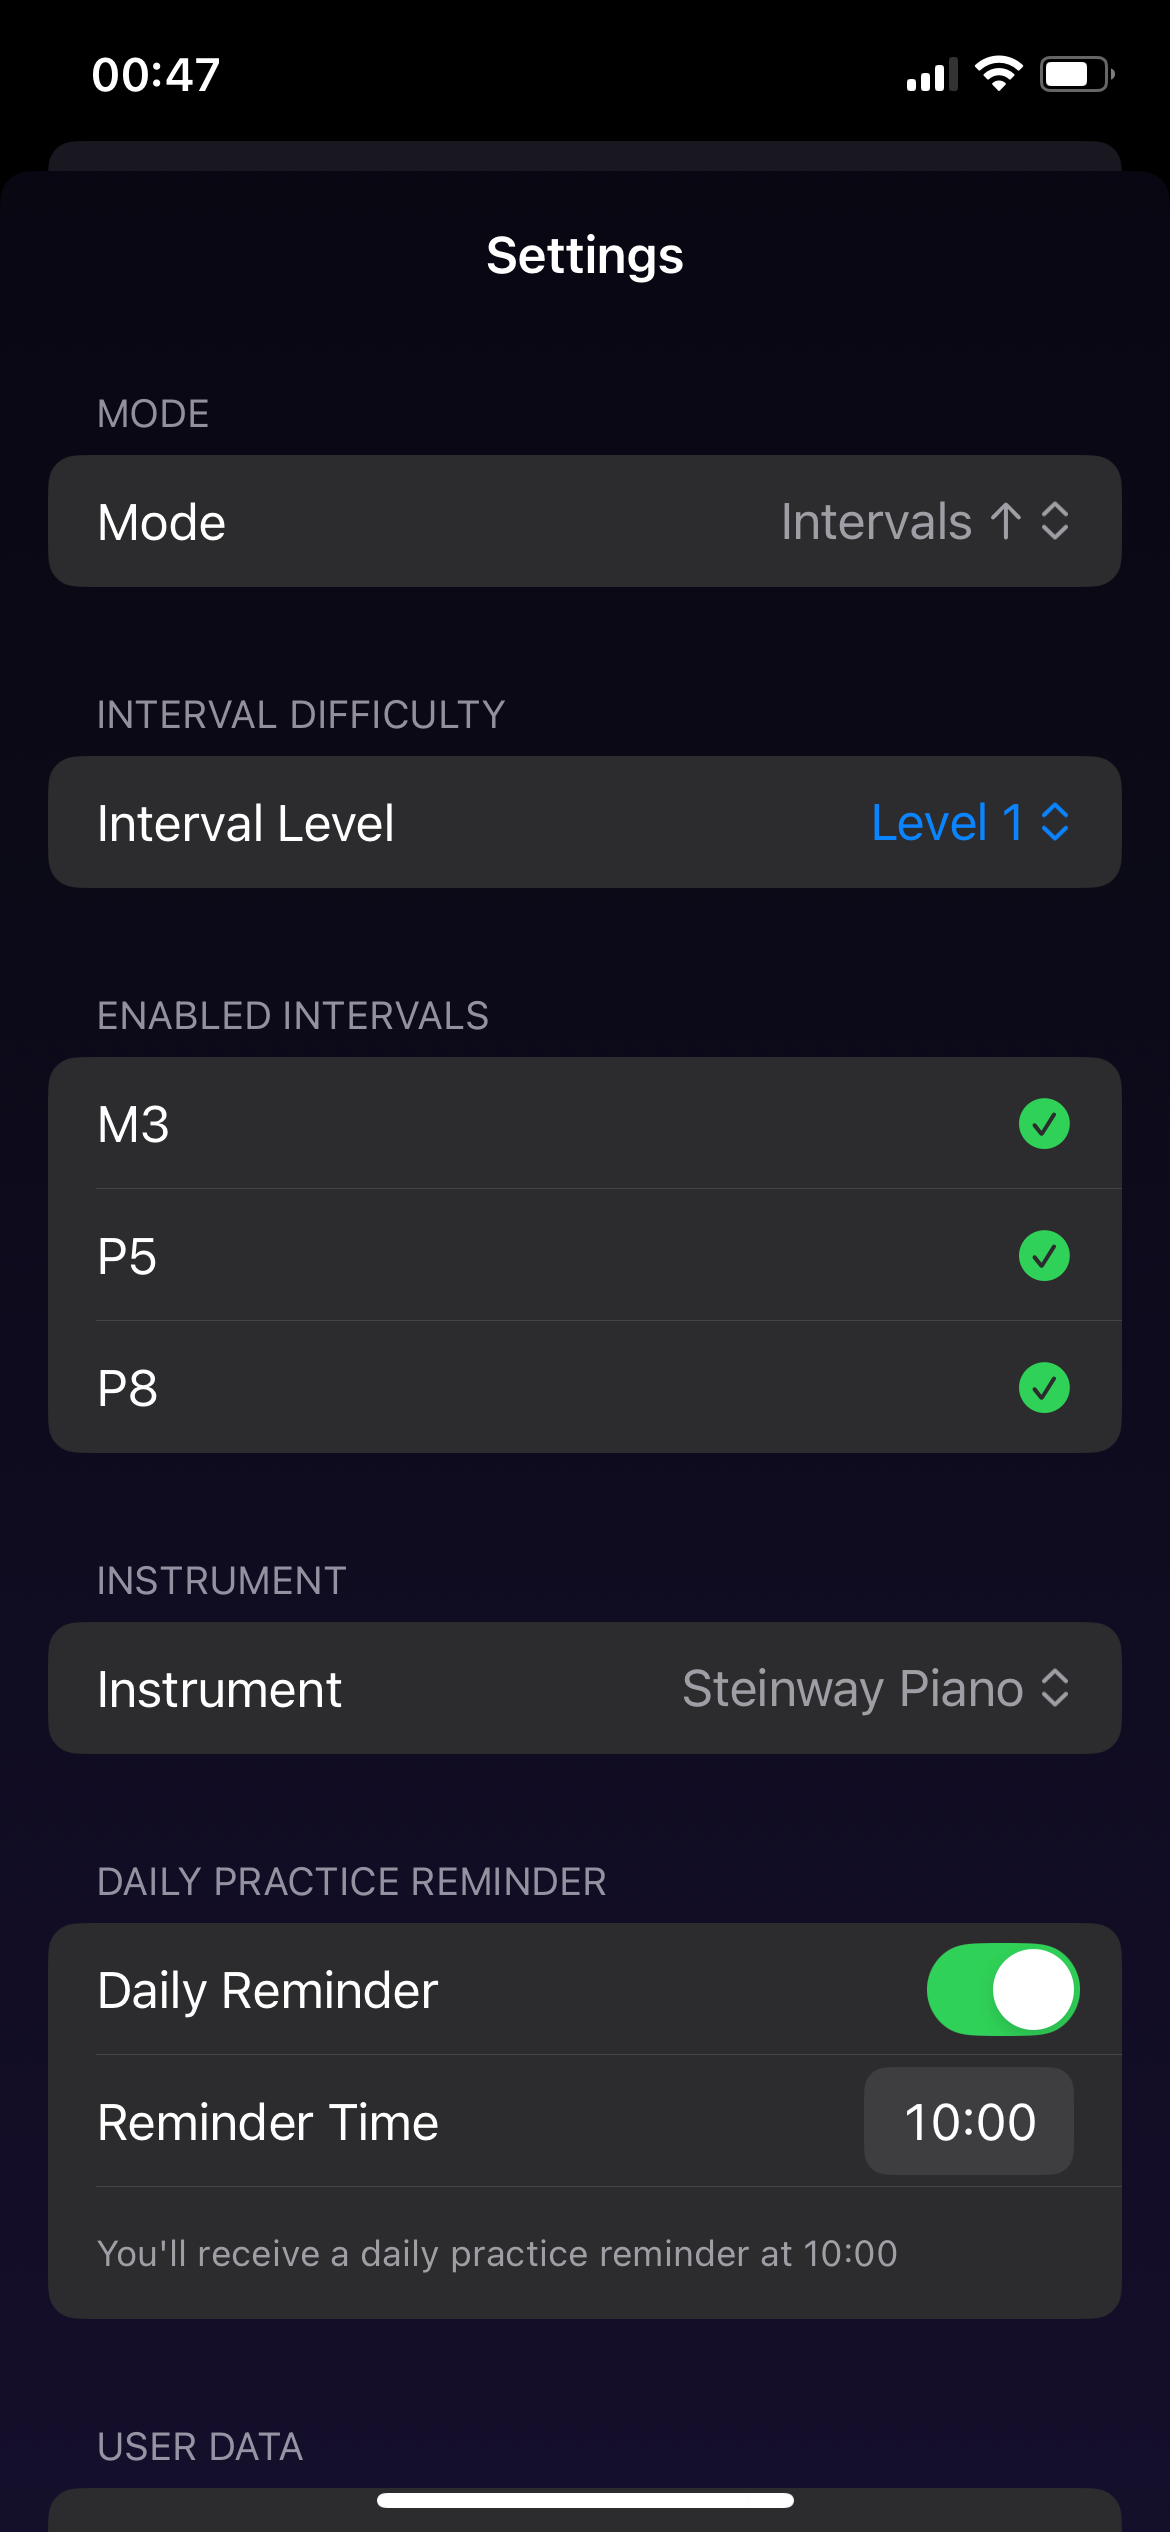 00:47
Settings
MODE
Mode Intervals ↑
INTERVAL DIFFICULTY
Interval Level Level 1
ENABLED INTERVALS
M3
P5
P8
INSTRUMENT
Instrument Steinway Piano
DAILY PRACTICE REMINDER
Daily Reminder
Reminder Time 10:00
You'll receive a daily practice reminder at 10:00
USER DATA